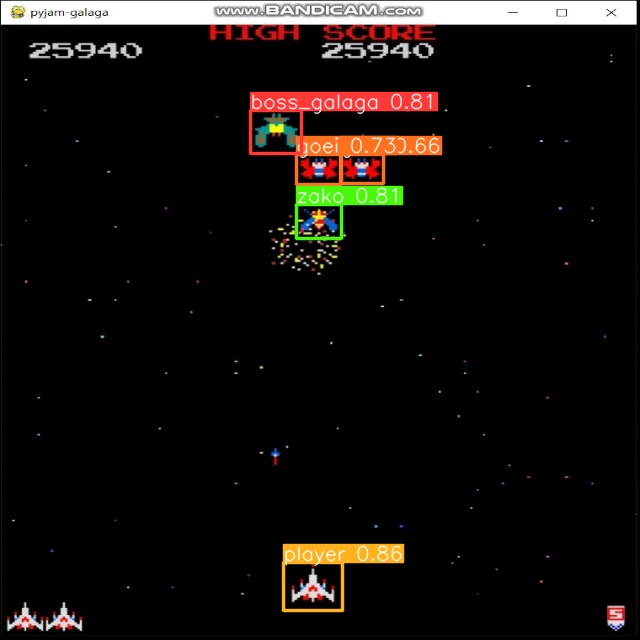 pyjam-galaga
www.BANDICAM.com
HIGH SCORE
25940 25940
boss_galaga 0.81
goei 0.73 0.66
zako 0.81
player 0.86
5